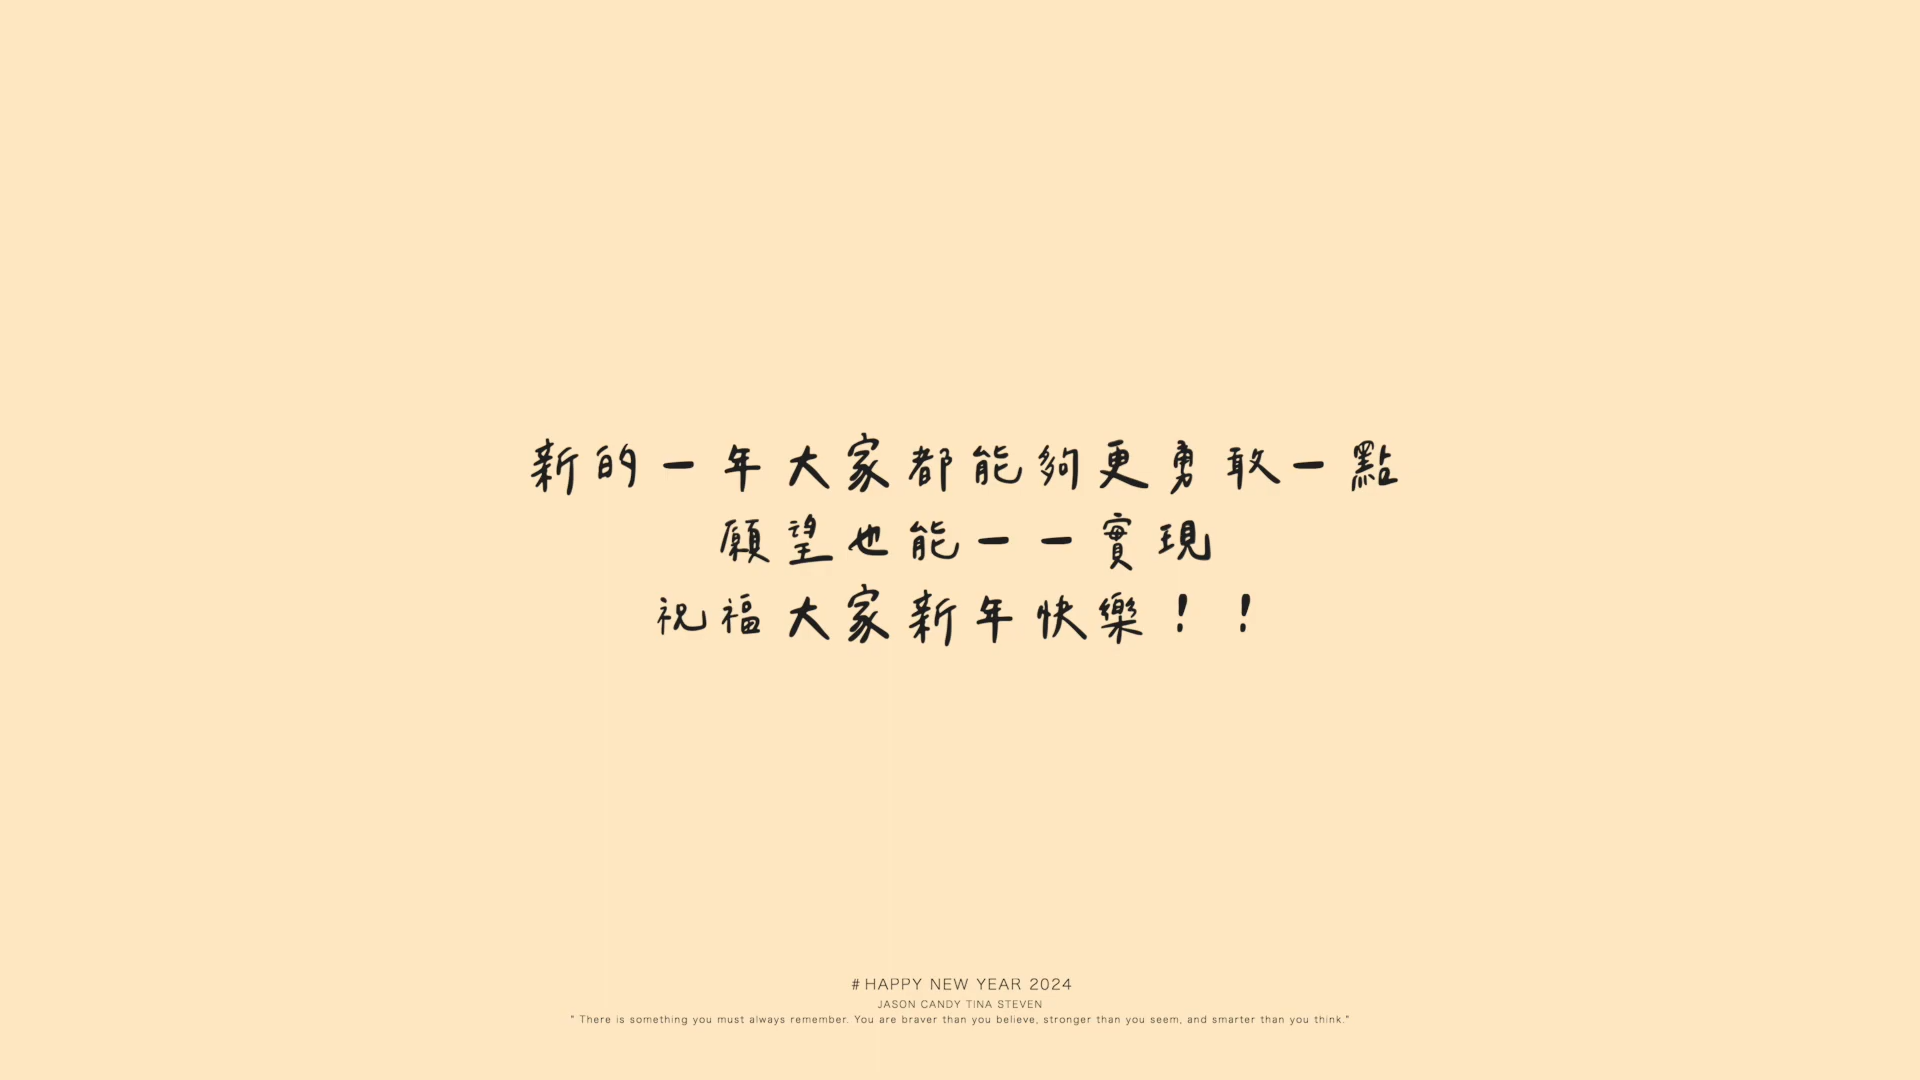 新的一年大家都能夠更勇敢一點
願望也能一一實現
祝福大家新年快樂！！
#HAPPY NEW YEAR 2024
JASON CANDY TINA STEVEN
" There is something you must always remember. You are braver than you believe, stronger than you seem, and smarter than you think."